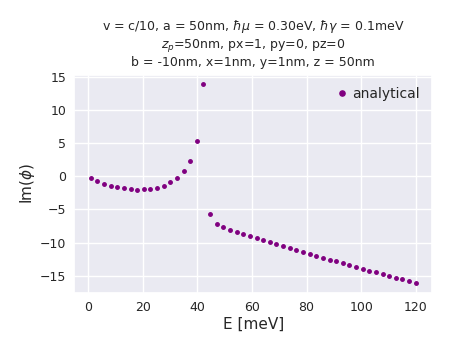 v = c/10, a = 50nm, ℏμ = 0.30eV, ℏγ = 0.1meV
z_p=50nm, px=1, py=0, pz=0
b = -10nm, x=1nm, y=1nm, z = 50nm
analytical
Im(ϕ)
15
10
5
0
−5
−10
−15
0 20 40 60 80 100 120
E [meV]